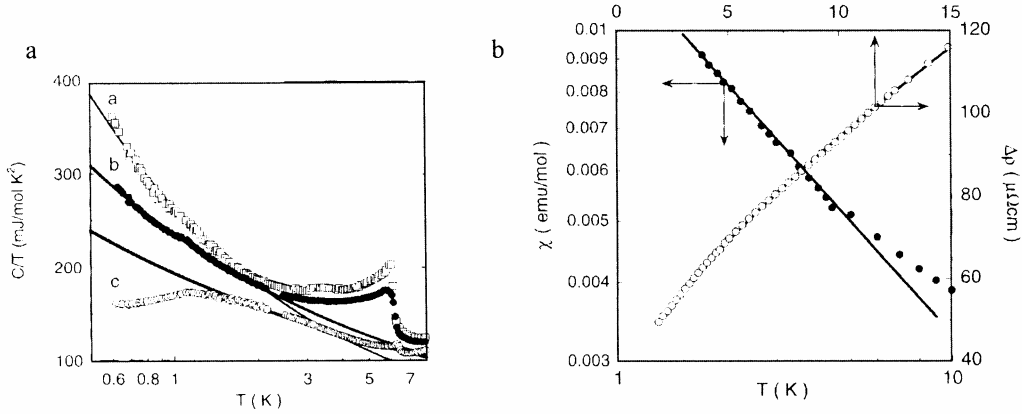 a
400
300
200
100
C/T (mJ/mol K²)
a
b
c
0.6 0.8 1 3 5 7
T ( K )
b
0 5 10 15
0.01
0.009
0.008
0.007
0.006
0.005
0.004
0.003
χ ( emu/mol )
120
100
80
60
40
Δρ ( μΩcm )
1 10
T ( K )